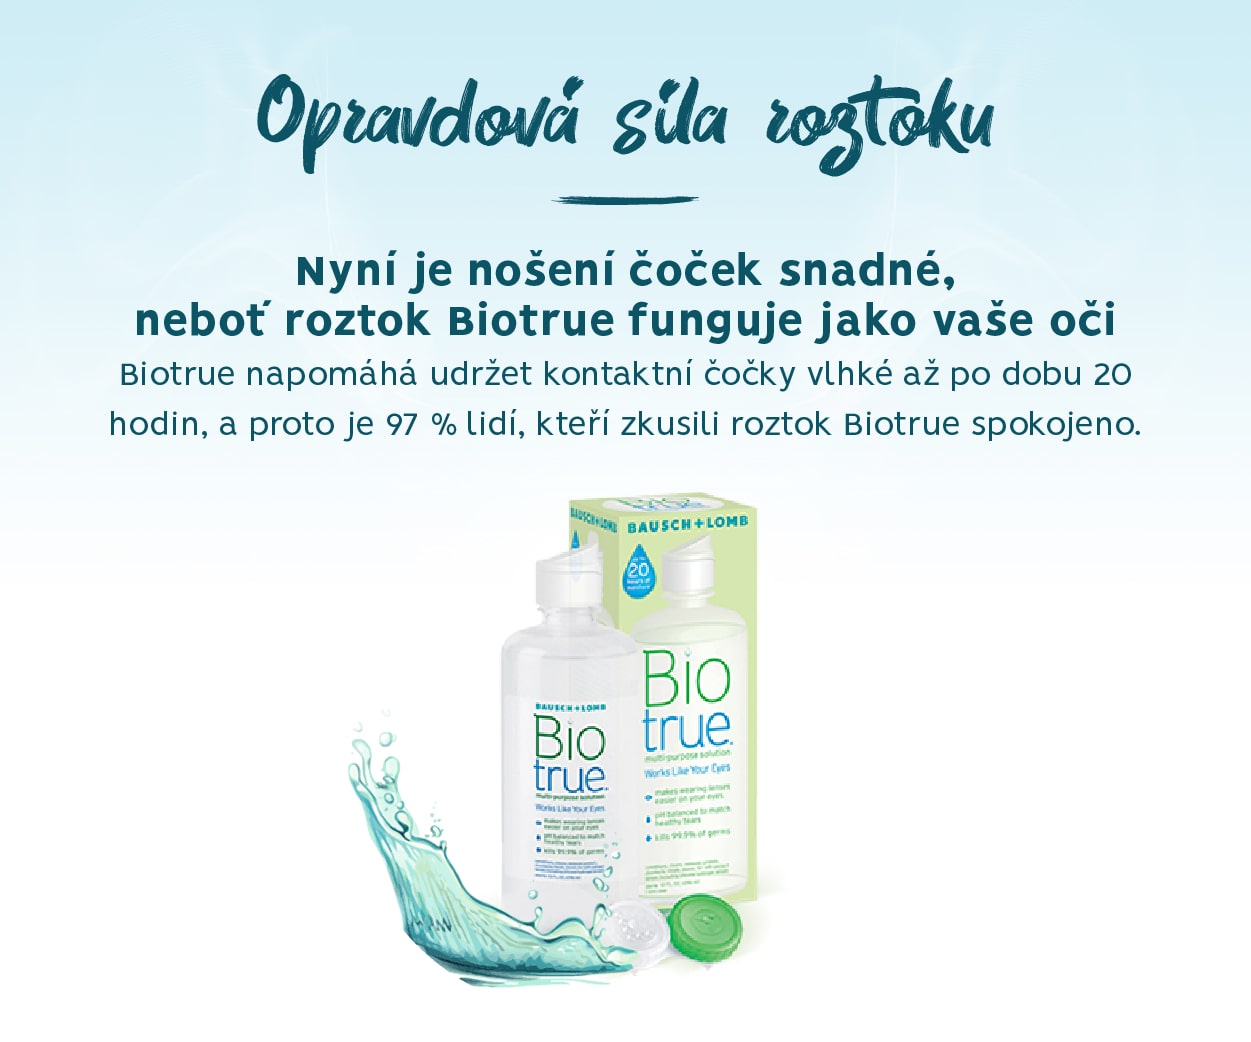 Opravdová síla roztoku
Nyní je nošení čoček snadné,
neboť roztok Biotrue funguje jako vaše oči
Biotrue napomáhá udržet kontaktní čočky vlhké až po dobu 20
hodin, a proto je 97 % lidí, kteří zkusili roztok Biotrue spokojeno.
Bio
true
BAUSCH+LOMB
BAUSCH+LOMB
20
Bio
true
multi-purpose solution
Works Like Your Eyes
makes wearing lenses
easier on your eyes
pH balanced to match
healthy tears
kills 99.9% of germs
BAUSCH+LOMB
Bio
true
multi-purpose solution
Works Like Your Eyes
makes wearing lenses
easier on your eyes
pH balanced to match
healthy tears
kills 99.9% of germs